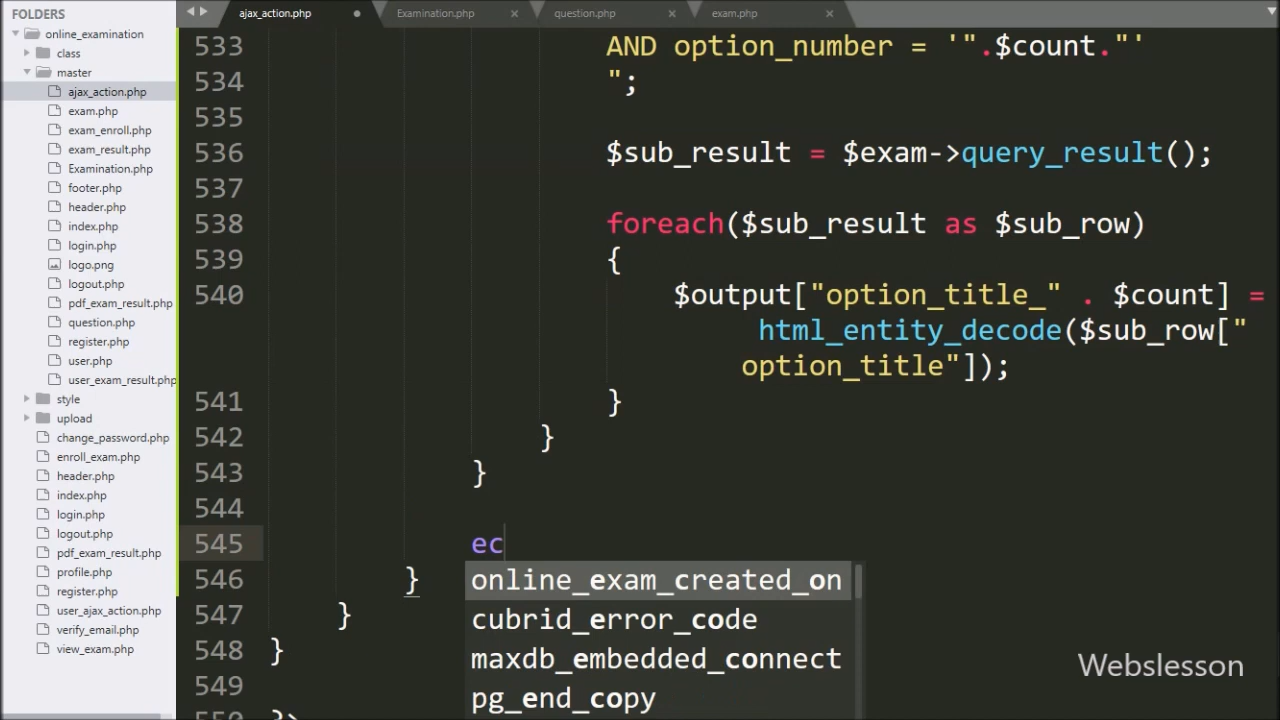 FOLDERS
online_examination
class
master
ajax_action.php
exam.php
exam_enroll.php
exam_result.php
Examination.php
footer.php
header.php
index.php
login.php
logo.png
logout.php
pdf_exam_result.php
question.php
register.php
user.php
user_exam_result.php
style
upload
change_password.php
enroll_exam.php
header.php
index.php
login.php
logout.php
pdf_exam_result.php
profile.php
register.php
user_ajax_action.php
verify_email.php
view_exam.php
ajax_action.php Examination.php question.php exam.php
533 AND option_number = '".$count."'
534 ";
535
536 $sub_result = $exam->query_result();
537
538 foreach($sub_result as $sub_row)
539 {
540 $output["option_title_" . $count] =
html_entity_decode($sub_row["
option_title"]);
541 }
542 }
543 }
544
545 ec
546 }
online_exam_created_on
547 }
cubrid_error_code
548 }
maxdb_embedded_connect
549
pg_end_copy
550 ?>
Webslesson